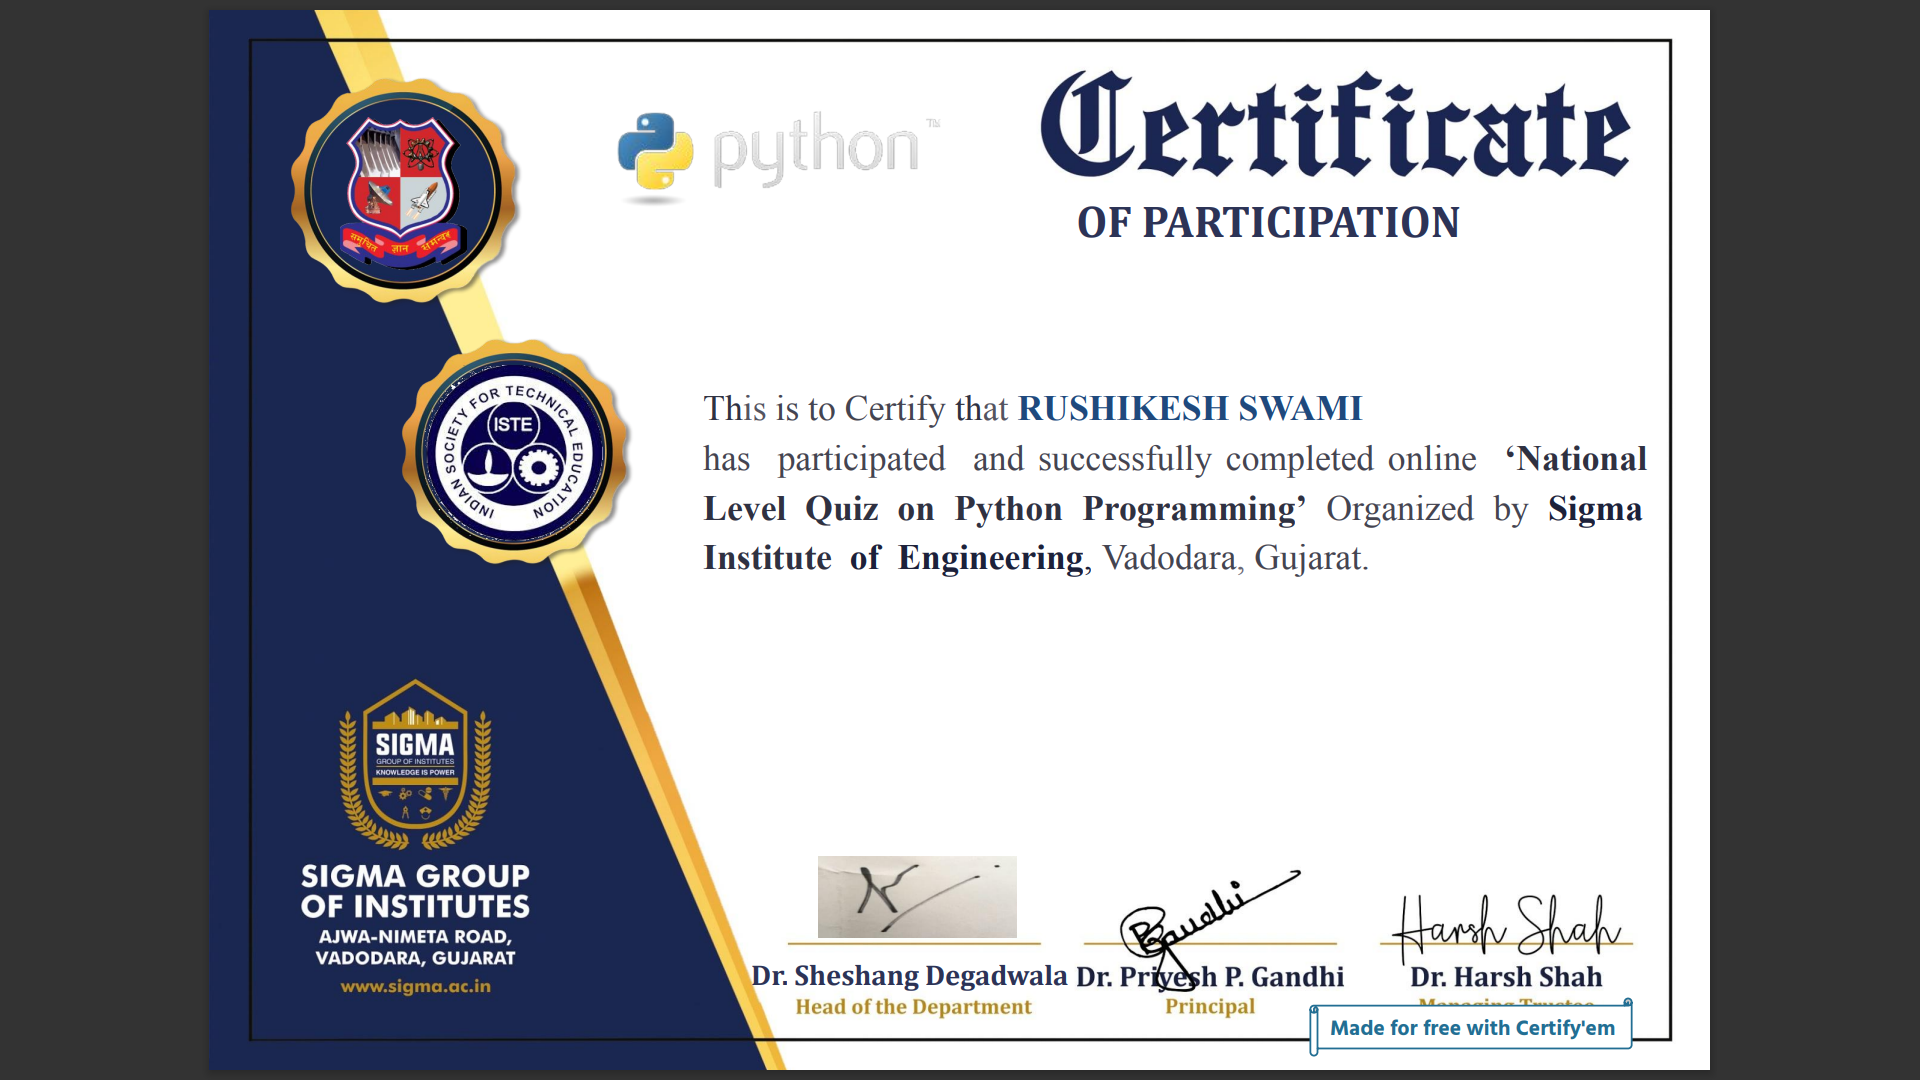 Certificate
OF PARTICIPATION
python™
समुचित ज्ञान समन्वर
INDIAN SOCIETY FOR TECHNICAL EDUCATION
ISTE
This is to Certify that RUSHIKESH SWAMI
has participated and successfully completed online ‘National
Level Quiz on Python Programming’ Organized by Sigma
Institute of Engineering, Vadodara, Gujarat.
SIGMA
GROUP OF INSTITUTES
KNOWLEDGE IS POWER
SIGMA GROUP
OF INSTITUTES
AJWA-NIMETA ROAD,
VADODARA, GUJARAT
www.sigma.ac.in
Harsh Shah
Dr. Sheshang Degadwala
Head of the Department
Dr. Priyesh P. Gandhi
Principal
Dr. Harsh Shah
Managing Trustee
Made for free with Certify'em